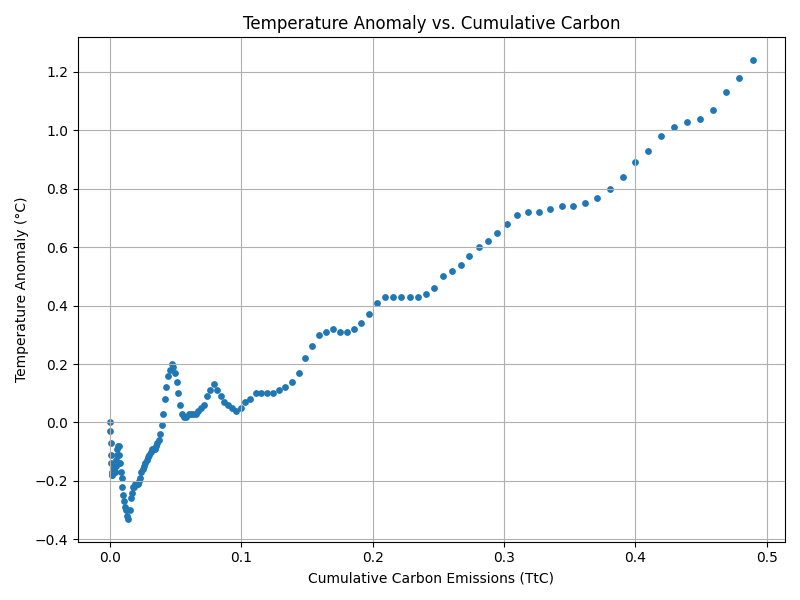 Temperature Anomaly vs. Cumulative Carbon
Temperature Anomaly (°C)
1.2
1.0
0.8
0.6
0.4
0.2
0.0
−0.2
−0.4
0.0 0.1 0.2 0.3 0.4 0.5
Cumulative Carbon Emissions (TtC)